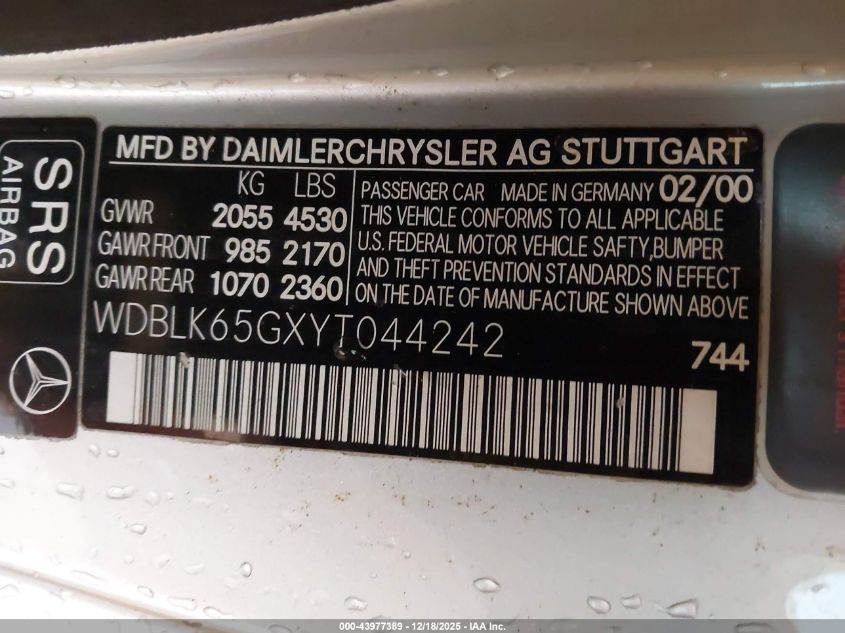 SRS
AIRBAG
MFD BY DAIMLERCHRYSLER AG STUTTGART
KG LBS
GVWR 2055 4530
GAWR FRONT 985 2170
GAWR REAR 1070 2360
PASSENGER CAR MADE IN GERMANY 02/00
THIS VEHICLE CONFORMS TO ALL APPLICABLE
U.S. FEDERAL MOTOR VEHICLE SAFTY,BUMPER
AND THEFT PREVENTION STANDARDS IN EFFECT
ON THE DATE OF MANUFACTURE SHOWN ABOVE
WDBLK65GXYT044242
744
000-43977389 - 12/18/2025 - IAA Inc.